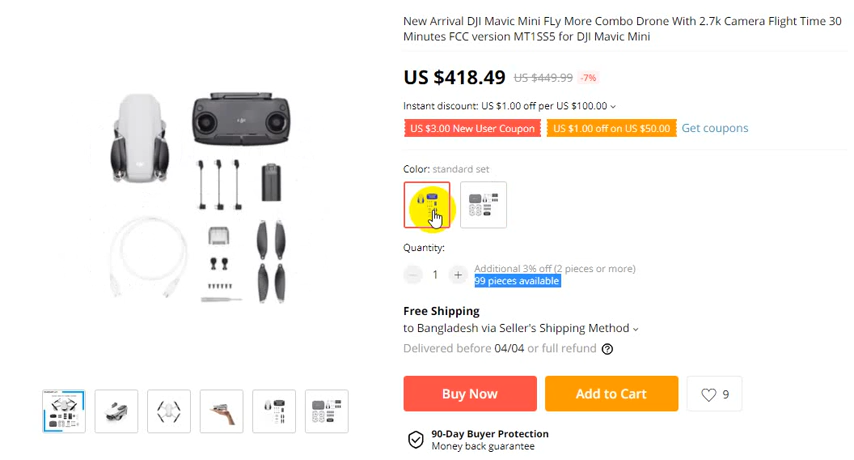 New Arrival DJI Mavic Mini FLy More Combo Drone With 2.7k Camera Flight Time 30
Minutes FCC version MT1SS5 for DJI Mavic Mini
US $418.49 US $449.99 -7%
Instant discount: US $1.00 off per US $100.00
US $3.00 New User Coupon US $1.00 off on US $50.00 Get coupons
Color: standard set
Quantity:
1
Additional 3% off (2 pieces or more)
99 pieces available
Free Shipping
to Bangladesh via Seller's Shipping Method
Delivered before 04/04 or full refund
Buy Now Add to Cart 9
90-Day Buyer Protection
Money back guarantee